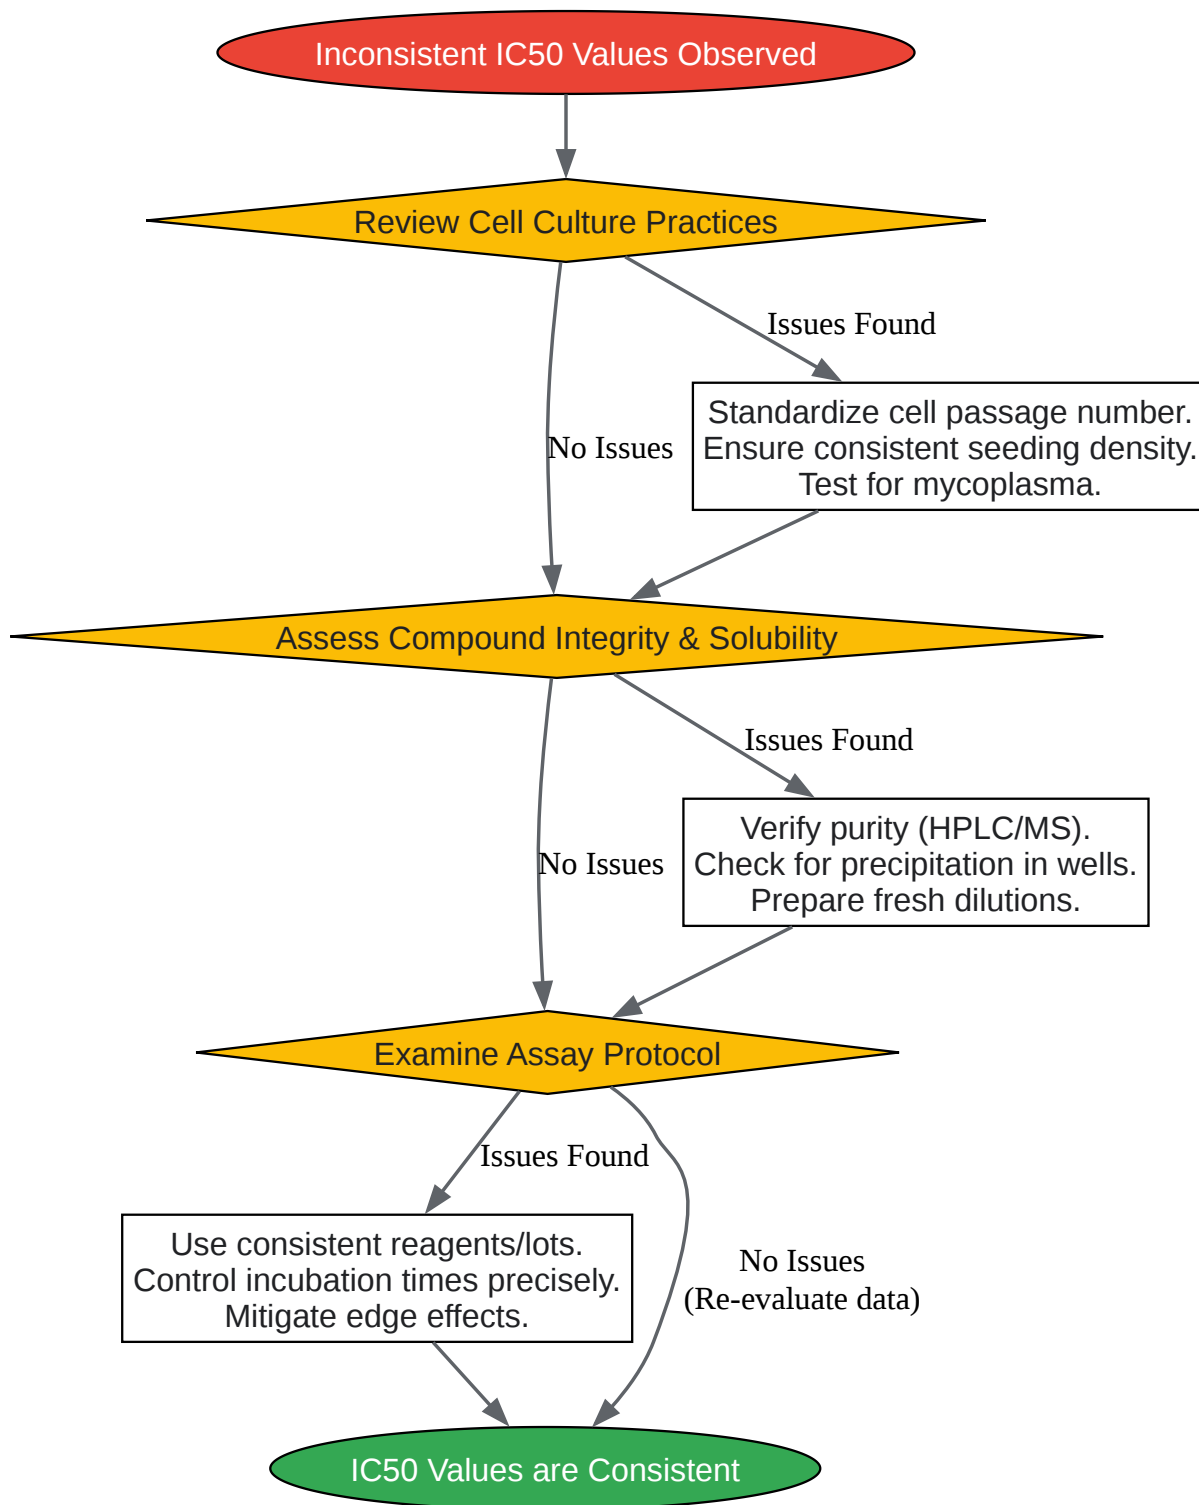 Inconsistent IC50 Values Observed
Review Cell Culture Practices
Issues Found
Standardize cell passage number.
Ensure consistent seeding density.
Test for mycoplasma.
No Issues
Assess Compound Integrity & Solubility
Issues Found
Verify purity (HPLC/MS).
Check for precipitation in wells.
Prepare fresh dilutions.
No Issues
Examine Assay Protocol
Issues Found
Use consistent reagents/lots.
Control incubation times precisely.
Mitigate edge effects.
No Issues
(Re-evaluate data)
IC50 Values are Consistent